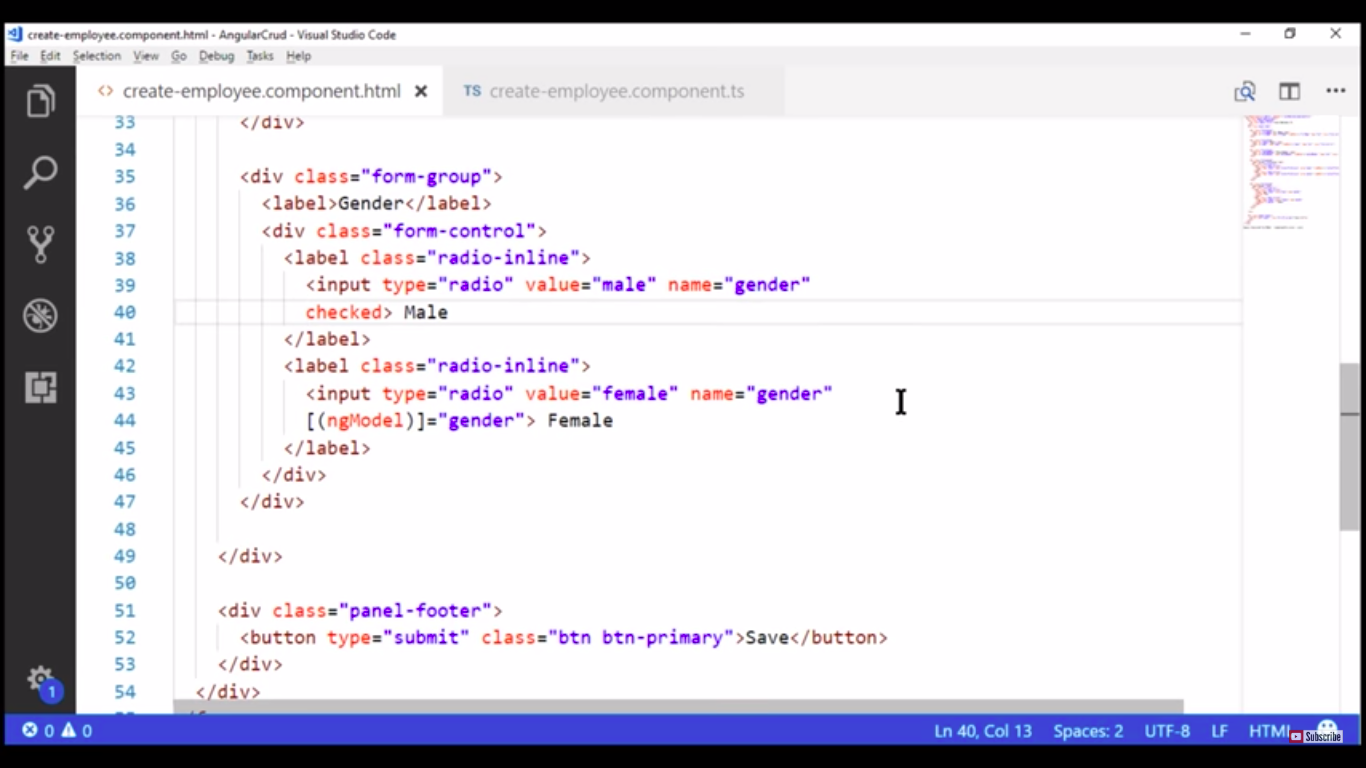 create-employee.component.html - AngularCrud - Visual Studio Code
File Edit Selection View Go Debug Tasks Help
<> create-employee.component.html × TS create-employee.component.ts
33 </div>
34
35 <div class="form-group">
36 <label>Gender</label>
37 <div class="form-control">
38 <label class="radio-inline">
39 <input type="radio" value="male" name="gender"
40 checked> Male
41 </label>
42 <label class="radio-inline">
43 <input type="radio" value="female" name="gender"
44 [(ngModel)]="gender"> Female
45 </label>
46 </div>
47 </div>
48
49 </div>
50
51 <div class="panel-footer">
52 <button type="submit" class="btn btn-primary">Save</button>
53 </div>
54 </div>
1
0 0 Ln 40, Col 13 Spaces: 2 UTF-8 LF HTML
Subscribe